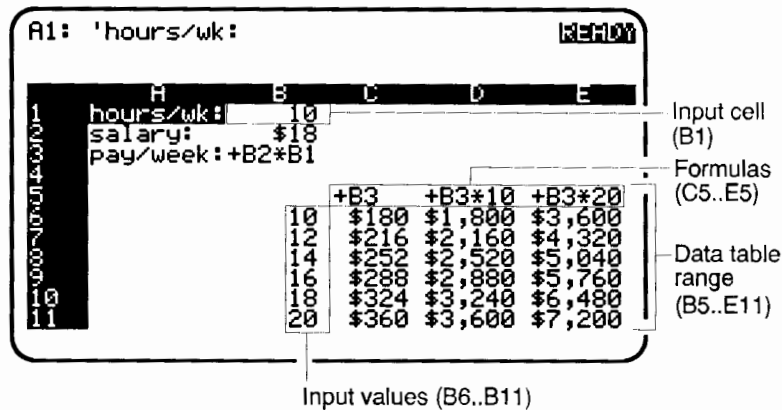 A1: 'hours/wk: READY
A B C D E
1 hours/wk: 10
2 salary: $18
3 pay/week:+B2*B1
4
5 +B3 +B3*10 +B3*20
6 10 $180 $1,800 $3,600
7 12 $216 $2,160 $4,320
8 14 $252 $2,520 $5,040
9 16 $288 $2,880 $5,760
10 18 $324 $3,240 $6,480
11 20 $360 $3,600 $7,200
Input cell
(B1)
Formulas
(C5..E5)
Data table
range
(B5..E11)
Input values (B6..B11)